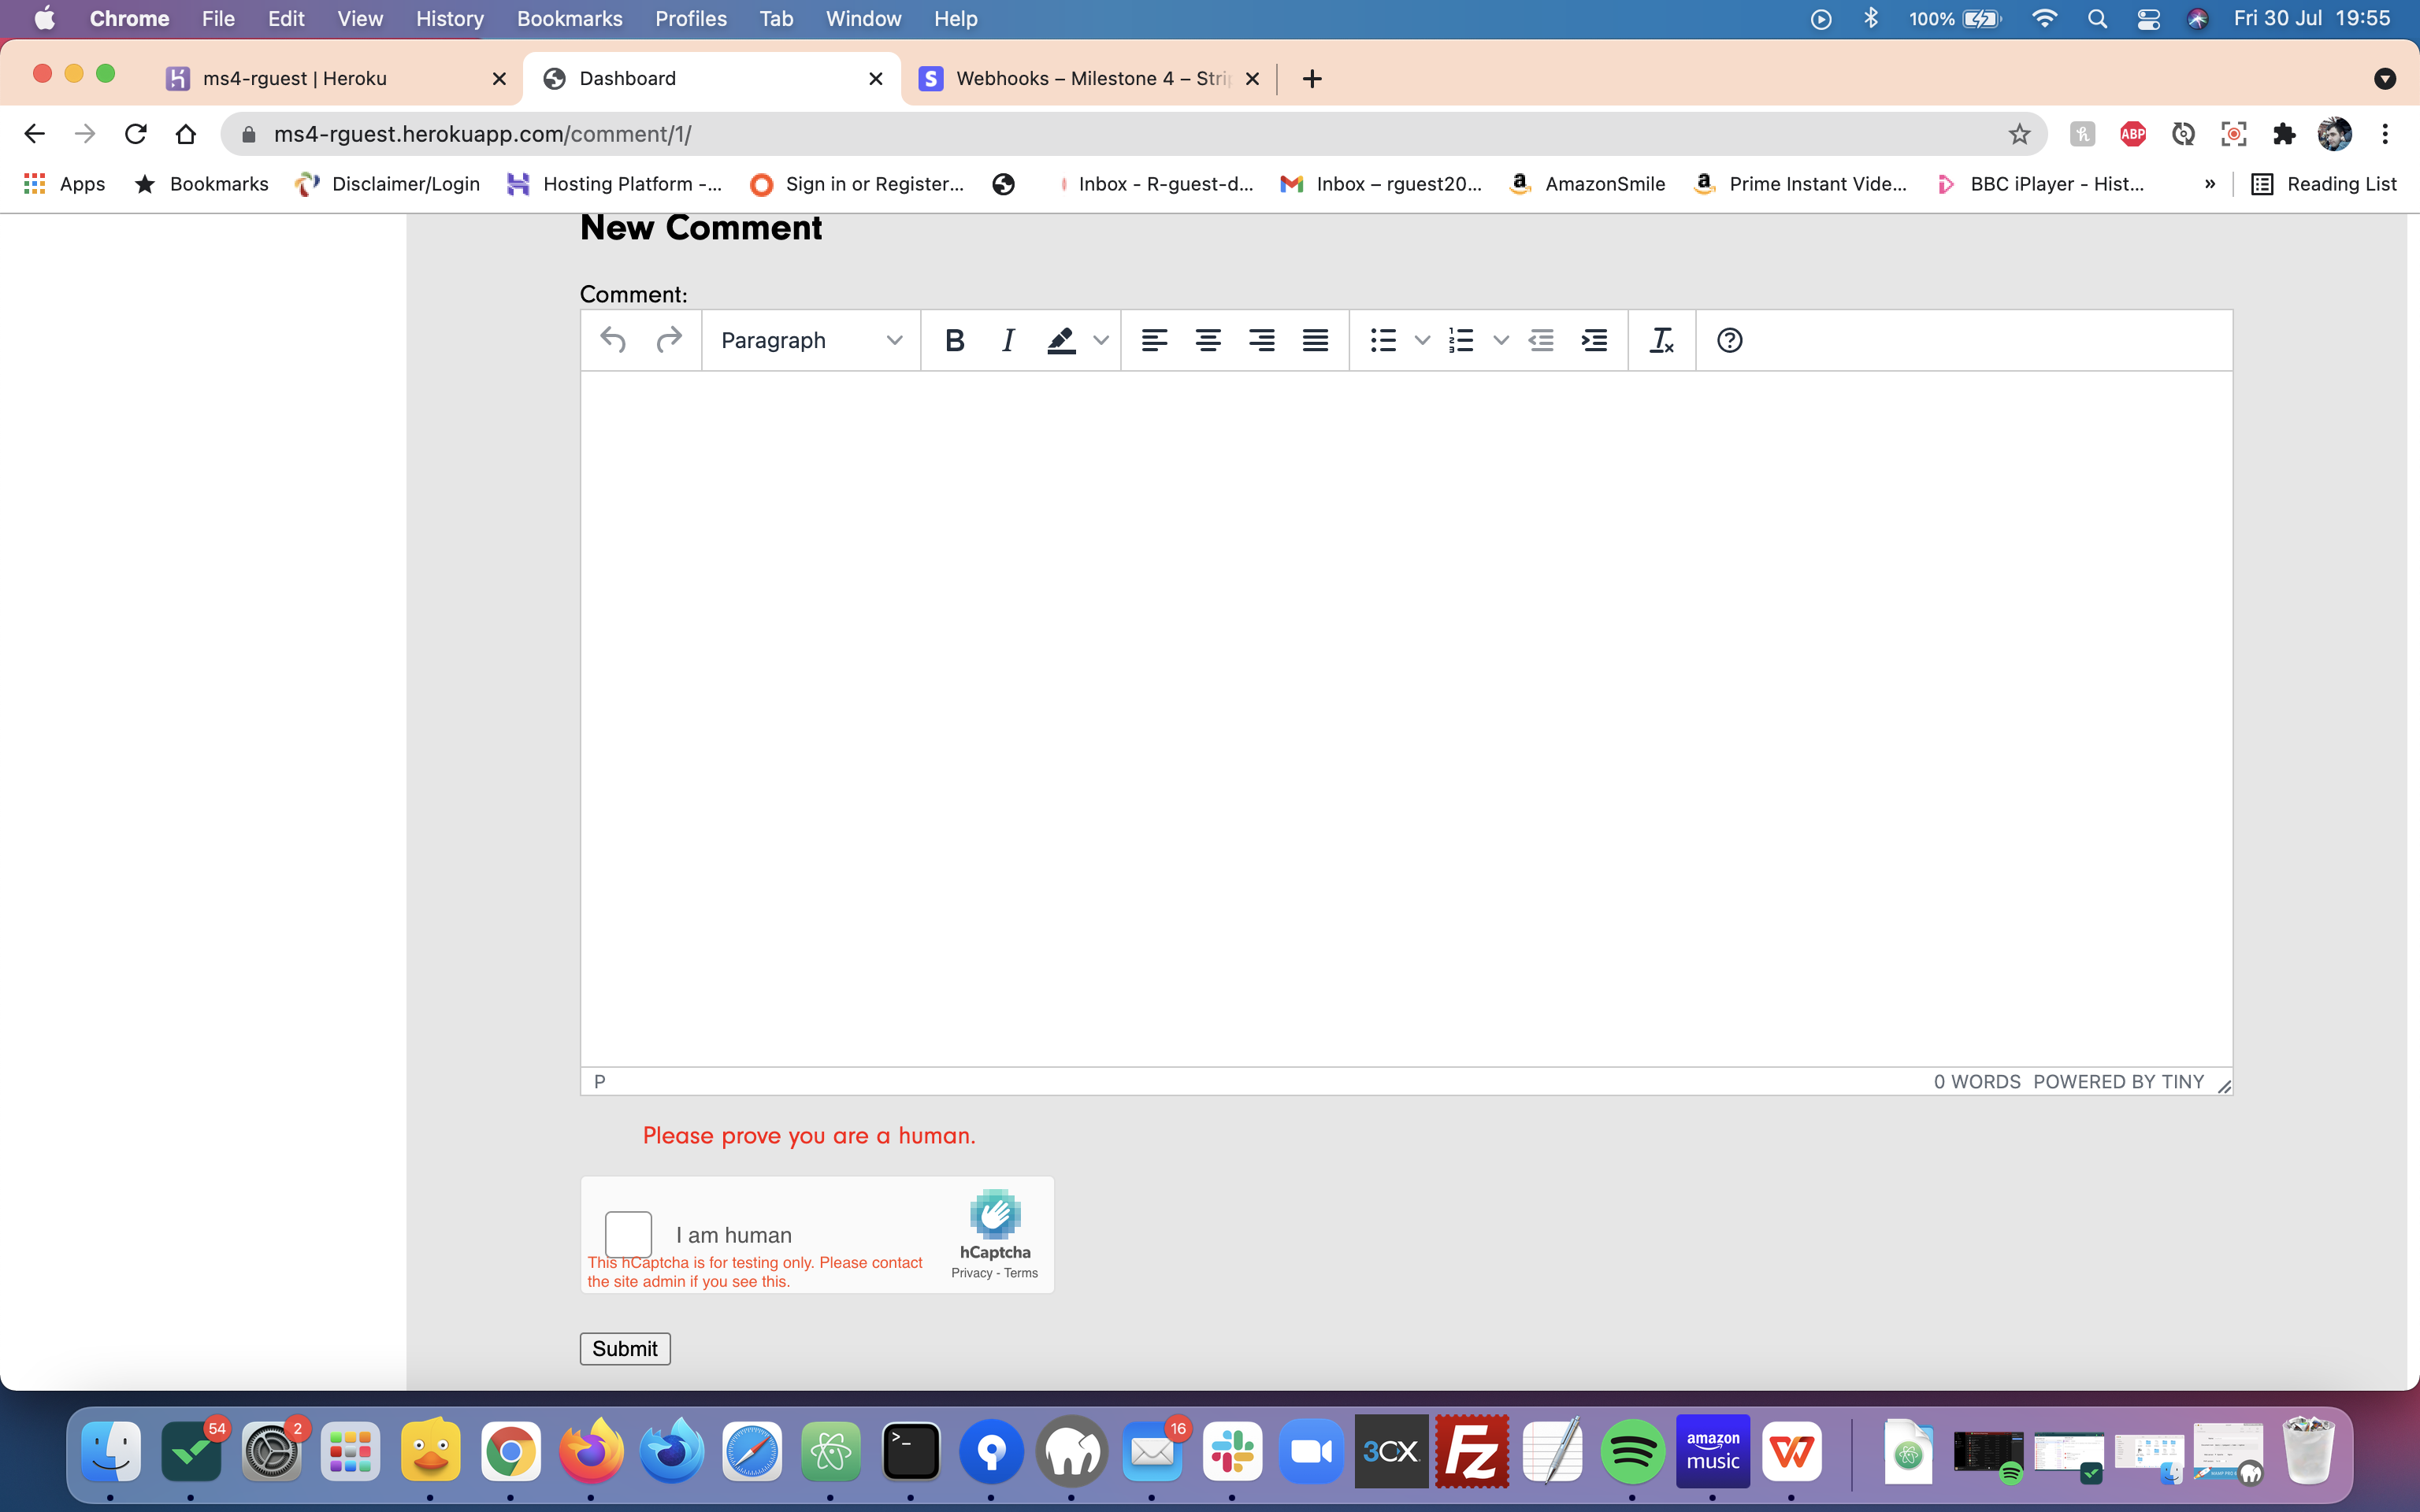 Chrome File Edit View History Bookmarks Profiles Tab Window Help 100% Fri 30 Jul 19:55
ms4-rguest | Heroku
Dashboard
Webhooks – Milestone 4 – Stri
ms4-rguest.herokuapp.com/comment/1/
ABP
Apps Bookmarks Disclaimer/Login Hosting Platform -... Sign in or Register... Inbox - R-guest-d... Inbox – rguest20... AmazonSmile Prime Instant Vide... BBC iPlayer - Hist... » Reading List
New Comment
Comment:
Paragraph B I
P
0 WORDS POWERED BY TINY
Please prove you are a human.
I am human
This hCaptcha is for testing only. Please contact
the site admin if you see this.
hCaptcha
Privacy - Terms
Submit
54
2
16
3CX
Fz
amazon
music